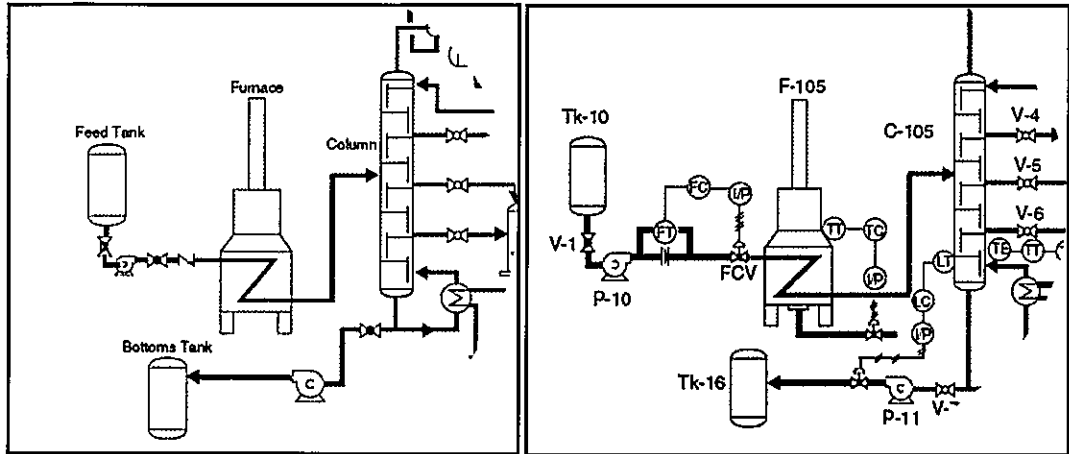 Furnace
Feed Tank
Column
Bottoms Tank
C
F-105
Tk-10
C-105
V-4
V-5
V-6
FC
I/P
FT
TT
TC
V-1
FCV
P-10
I/P
LT
TE
TT
LC
I/P
Tk-16
C
P-11